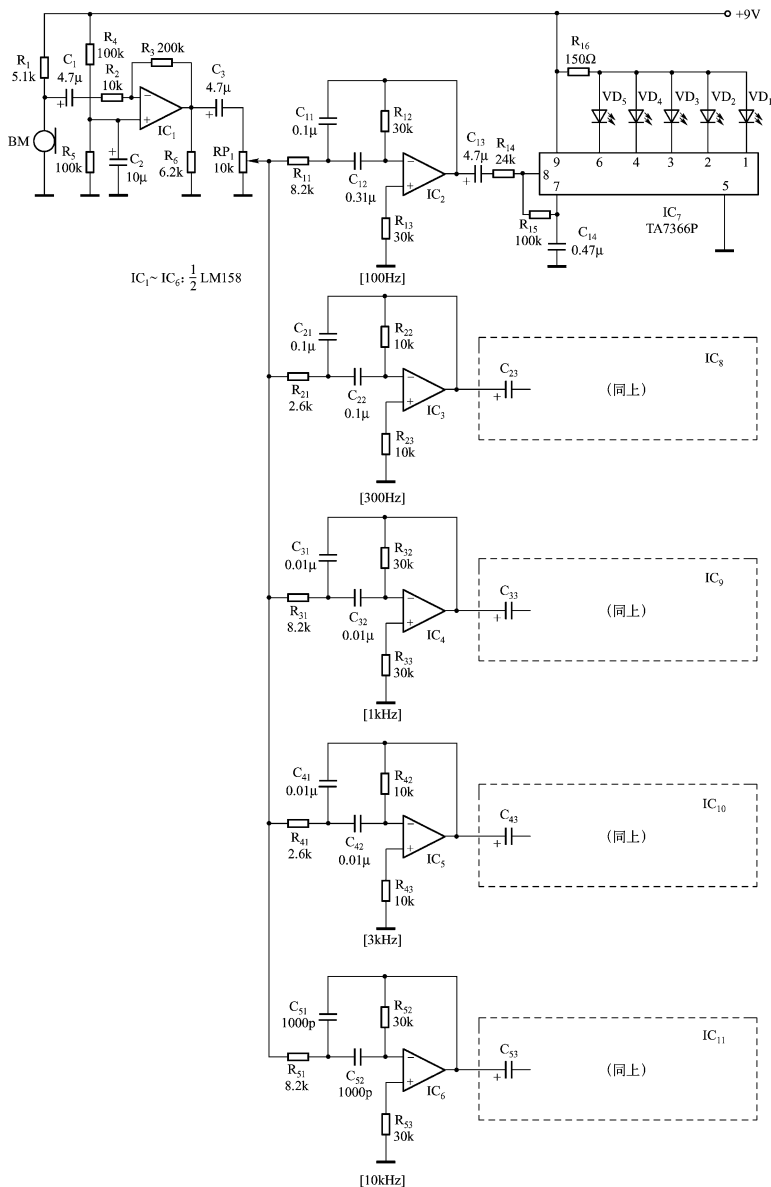 +9V
R1
5.1k
R4
100k
C1
4.7μ
R2
10k
R3 200k
IC1
C3
4.7μ
BM
R5
100k
C2
10μ
R6
6.2k
RP1
10k
IC1~ IC6: 1/2 LM158
C11
0.1μ
R12
30k
R11
8.2k
C12
0.31μ
IC2
R13
30k
[100Hz]
C13
4.7μ
R14
24k
R15
100k
C14
0.47μ
R16
150Ω
VD5
VD4
VD3
VD2
VD1
9 6 4 3 2 1
8
7 5
IC7
TA7366P
C21
0.1μ
R22
10k
R21
2.6k
C22
0.1μ
IC3
R23
10k
[300Hz]
C23
IC8
(同上)
C31
0.01μ
R32
30k
R31
8.2k
C32
0.01μ
IC4
R33
30k
[1kHz]
C33
IC9
(同上)
C41
0.01μ
R42
10k
R41
2.6k
C42
0.01μ
IC5
R43
10k
[3kHz]
C43
IC10
(同上)
C51
1000p
R52
30k
R51
8.2k
C52
1000p
IC6
R53
30k
[10kHz]
C53
IC11
(同上)